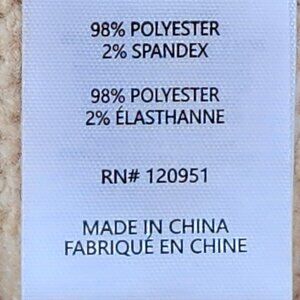 98% POLYESTER
2% SPANDEX
98% POLYESTER
2% ÉLASTHANNE
RN# 120951
MADE IN CHINA
FABRIQUÉ EN CHINE